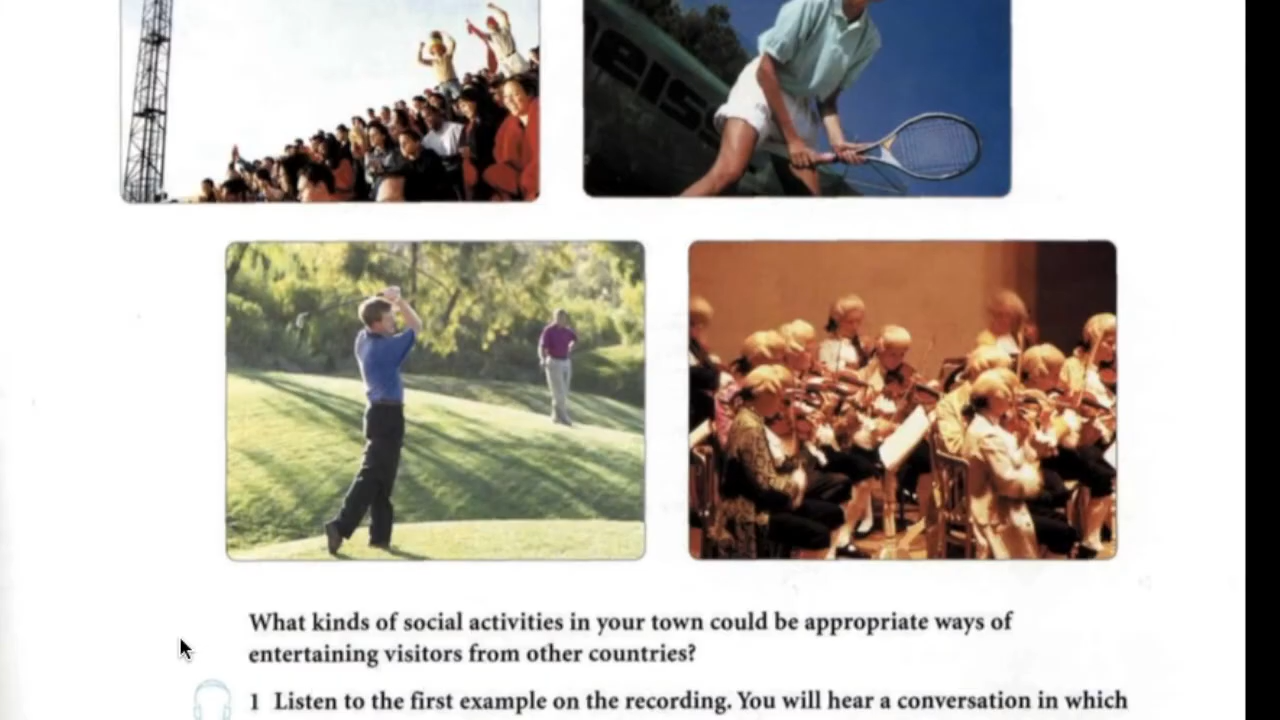 eiss
What kinds of social activities in your town could be appropriate ways of
entertaining visitors from other countries?
1 Listen to the first example on the recording. You will hear a conversation in which